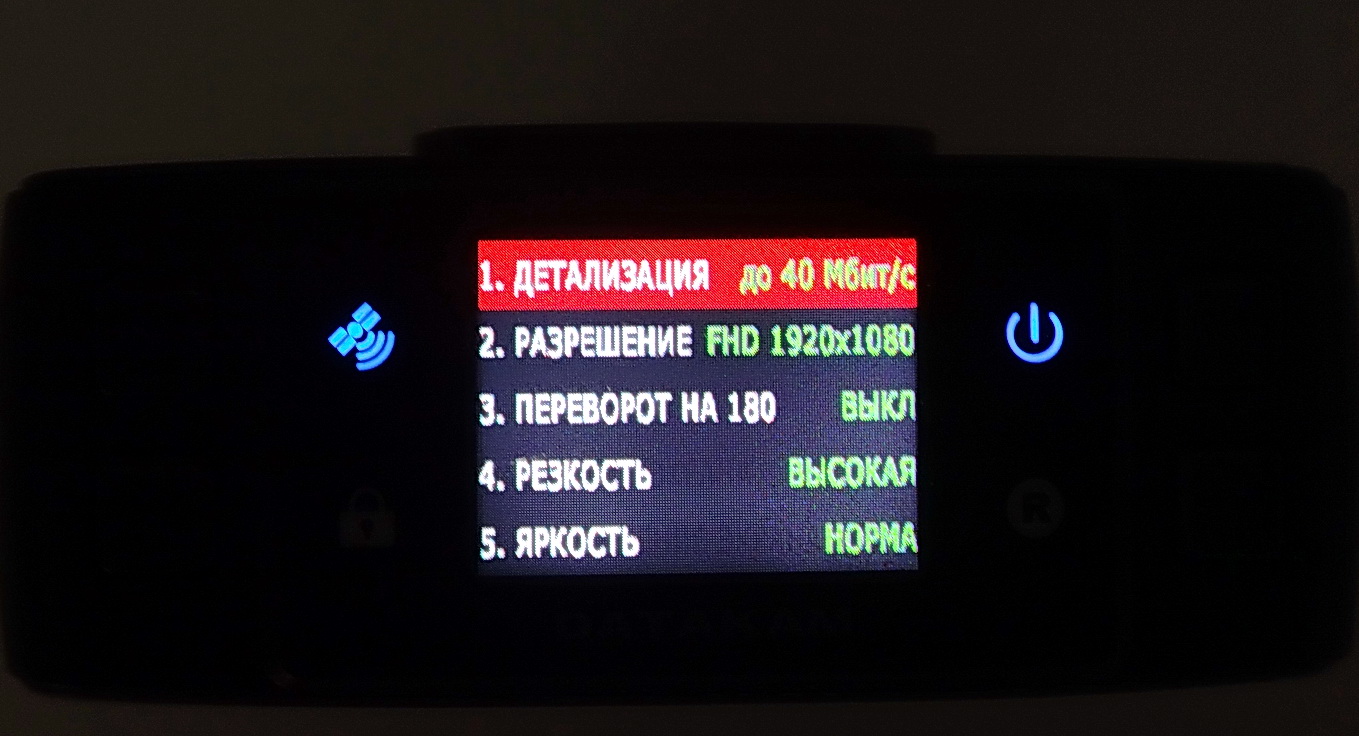 1. ДЕТАЛИЗАЦИЯ до 40 Мбит/с
2. РАЗРЕШЕНИЕ FHD 1920x1080
3. ПЕРЕВОРОТ НА 180 ВЫКЛ
4. РЕЗКОСТЬ ВЫСОКАЯ
5. ЯРКОСТЬ НОРМА
R
DATAKAM